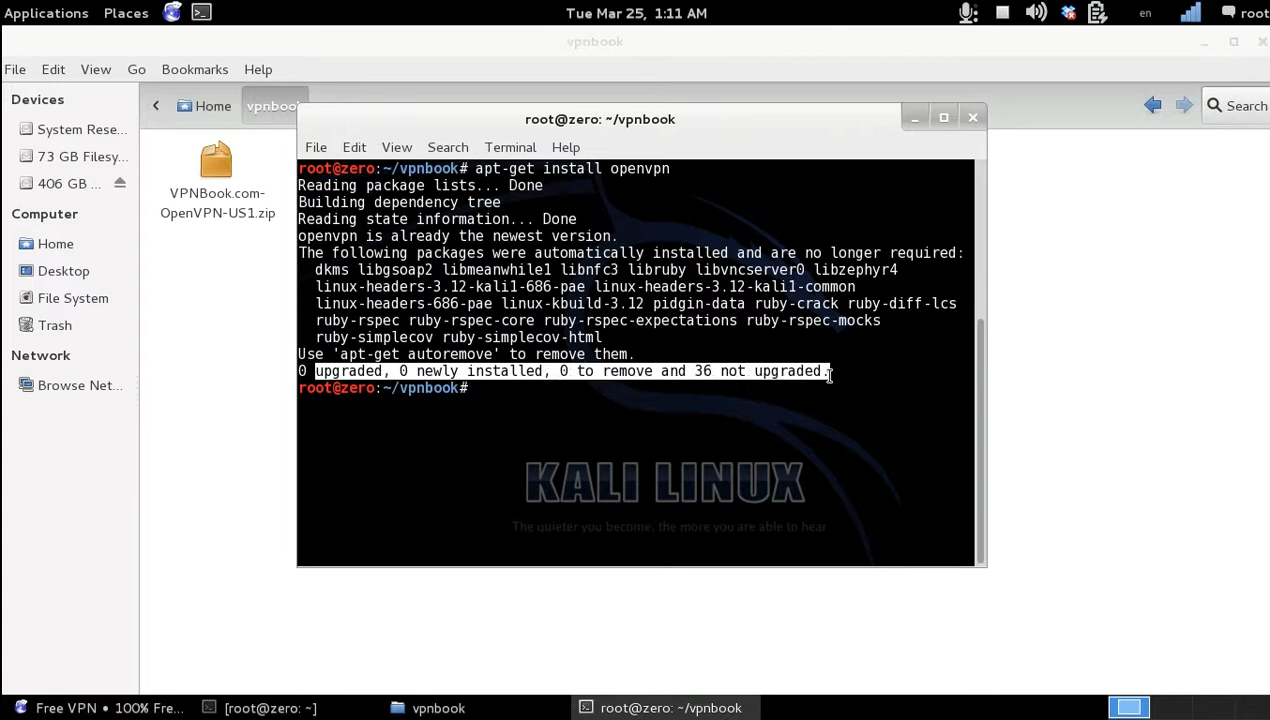 Applications Places Tue Mar 25, 1:11 AM en root
vpnbook
File Edit View Go Bookmarks Help
Devices
System Rese...
73 GB Filesy...
406 GB ...
Computer
Home
Desktop
File System
Trash
Network
Browse Net...
Home vpnbook Search
VPNBook.com-
OpenVPN-US1.zip
root@zero: ~/vpnbook
File Edit View Search Terminal Help
root@zero:~/vpnbook# apt-get install openvpn
Reading package lists... Done
Building dependency tree
Reading state information... Done
openvpn is already the newest version.
The following packages were automatically installed and are no longer required:
dkms libgsoap2 libmeanwhile1 libnfc3 libruby libvncserver0 libzephyr4
linux-headers-3.12-kali1-686-pae linux-headers-3.12-kali1-common
linux-headers-686-pae linux-kbuild-3.12 pidgin-data ruby-crack ruby-diff-lcs
ruby-rspec ruby-rspec-core ruby-rspec-expectations ruby-rspec-mocks
ruby-simplecov ruby-simplecov-html
Use 'apt-get autoremove' to remove them.
0 upgraded, 0 newly installed, 0 to remove and 36 not upgraded.
root@zero:~/vpnbook#
KALI LINUX
The quieter you become, the more you are able to hear
Free VPN • 100% Fre... [root@zero: ~] vpnbook root@zero: ~/vpnbook